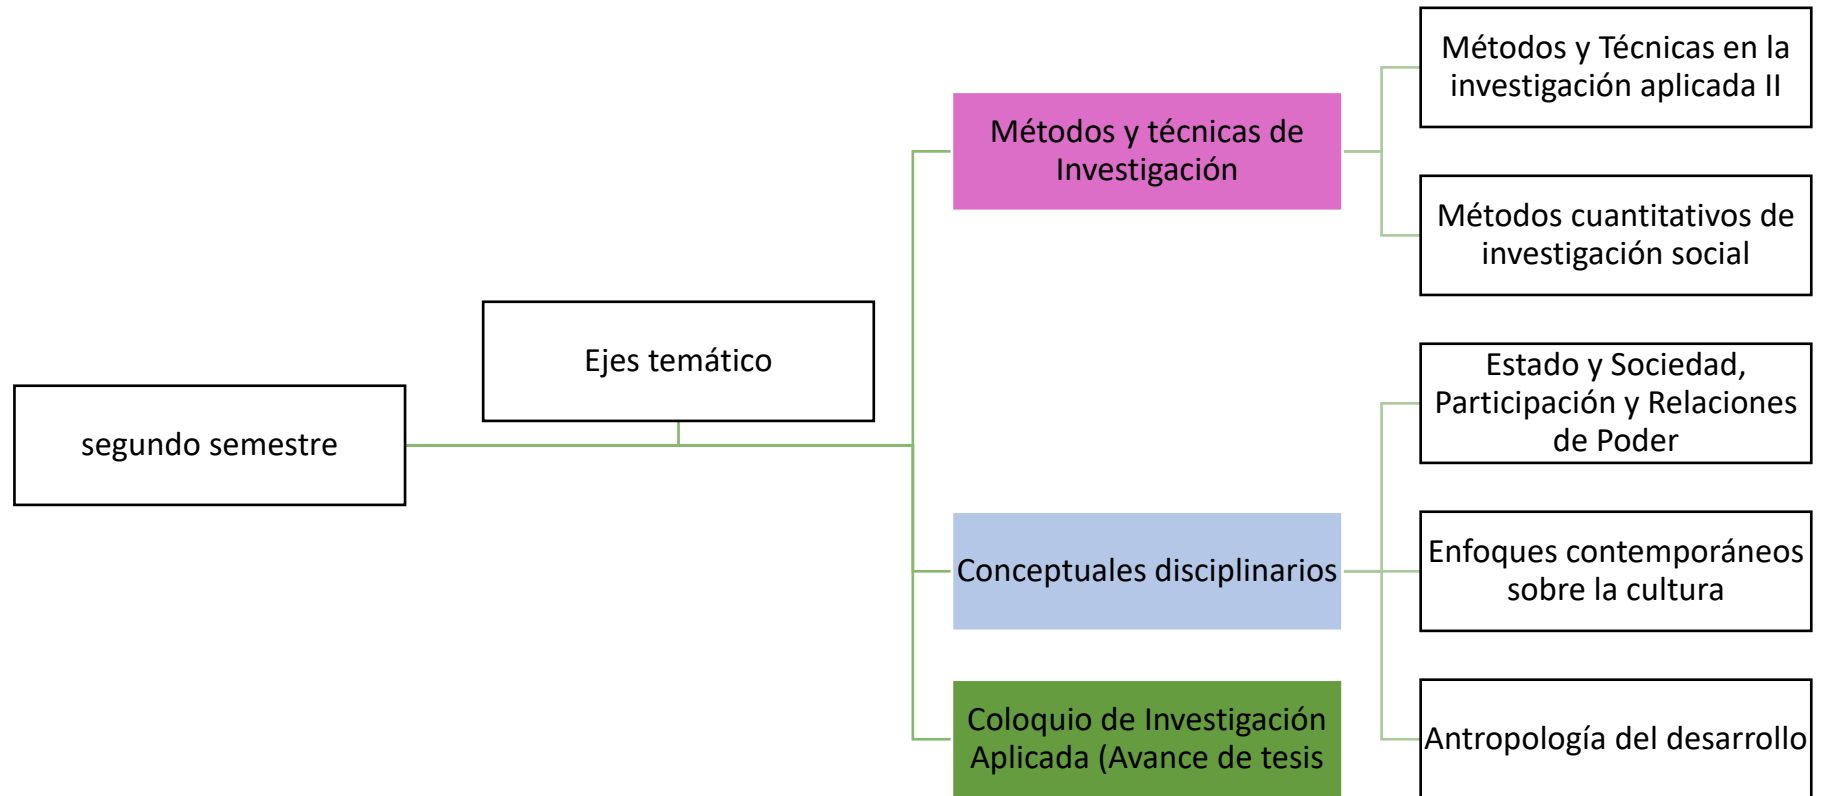 segundo semestre
Ejes temático
Métodos y técnicas de
Investigación
Métodos y Técnicas en la
investigación aplicada II
Métodos cuantitativos de
investigación social
Conceptuales disciplinarios
Estado y Sociedad,
Participación y Relaciones
de Poder
Enfoques contemporáneos
sobre la cultura
Antropología del desarrollo
Coloquio de Investigación
Aplicada (Avance de tesis